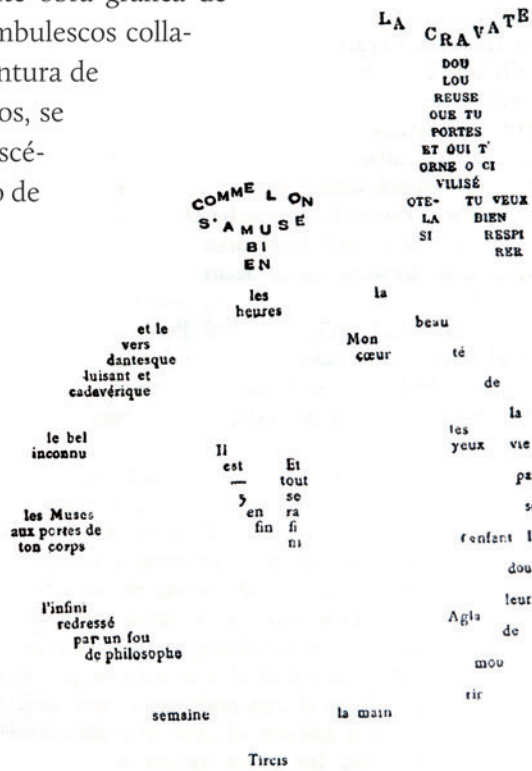 obra gráfica de
mbulescos colla-
ntura de
os, se
scé-
o de
LA CRAVATE
DOU
LOU
REUSE
QUE TU
PORTES
ET QUI T'
ORNE O CI
VILISÉ
OTE- TU VEUX
LA BIEN
SI RESPI
RER
COMME L ON
S'AMUSE
BI
EN
les
heures
la
beau
té
de
la
vie
pa
l
dou
leur
de
mou
rir
Mon
cœur
les
yeux
l'enfant
Agla
la main
Tircis
semaine
l'infini
redressé
par un fou
de philosophe
les Muses
aux portes de
ton corps
le bel
inconnu
et le
vers
dantesque
luisant et
cadavérique
Il
est
—
5
en
fin
Et
tout
se
ra
fi
ni